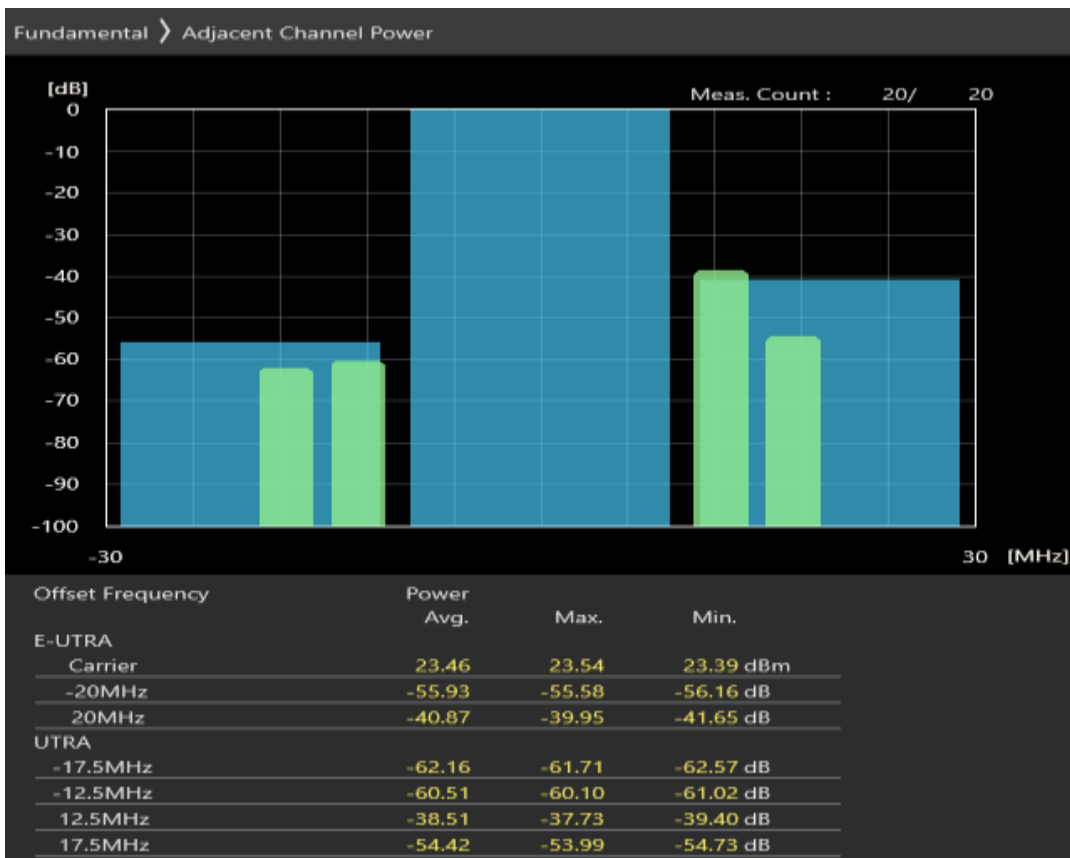 Fundamental ❯ Adjacent Channel Power
[dB]
Meas. Count : 20/ 20
0
-10
-20
-30
-40
-50
-60
-70
-80
-90
-100
-30 30 [MHz]
Offset Frequency Power
Avg. Max. Min.
E-UTRA
Carrier 23.46 23.54 23.39 dBm
-20MHz -55.93 -55.58 -56.16 dB
20MHz -40.87 -39.95 -41.65 dB
UTRA
-17.5MHz -62.16 -61.71 -62.57 dB
-12.5MHz -60.51 -60.10 -61.02 dB
12.5MHz -38.51 -37.73 -39.40 dB
17.5MHz -54.42 -53.99 -54.73 dB